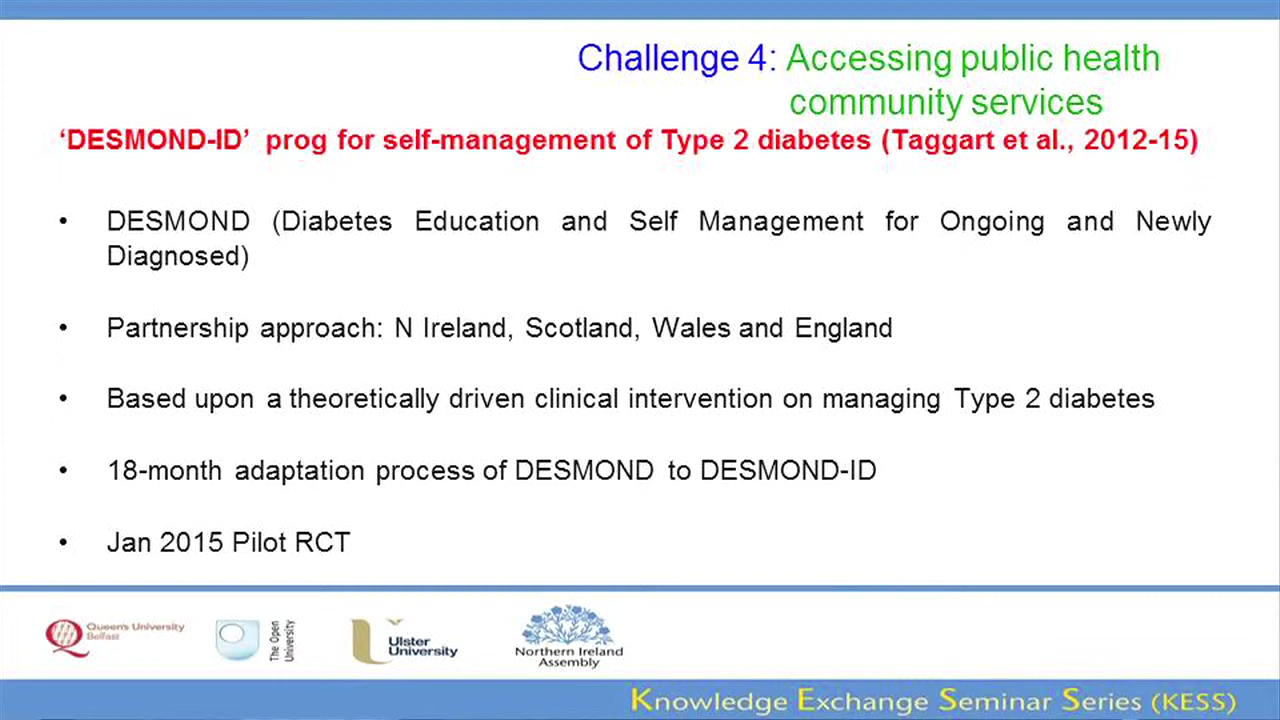 Challenge 4: Accessing public health
community services
‘DESMOND-ID’ prog for self-management of Type 2 diabetes (Taggart et al., 2012-15)
• DESMOND (Diabetes Education and Self Management for Ongoing and Newly
Diagnosed)
• Partnership approach: N Ireland, Scotland, Wales and England
• Based upon a theoretically driven clinical intervention on managing Type 2 diabetes
• 18-month adaptation process of DESMOND to DESMOND-ID
• Jan 2015 Pilot RCT
Queen's University
Belfast
The Open
University
Ulster
University
Northern Ireland
Assembly
Knowledge Exchange Seminar Series (KESS)